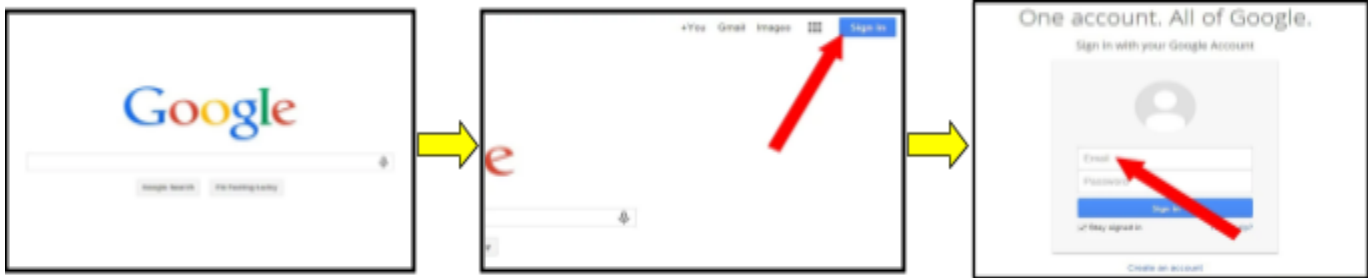 Google
Google Search I'm Feeling Lucky
+You Gmail Images Sign in
e
One account. All of Google.
Sign in with your Google Account
Email
Password
Sign in
Stay signed in
Create an account